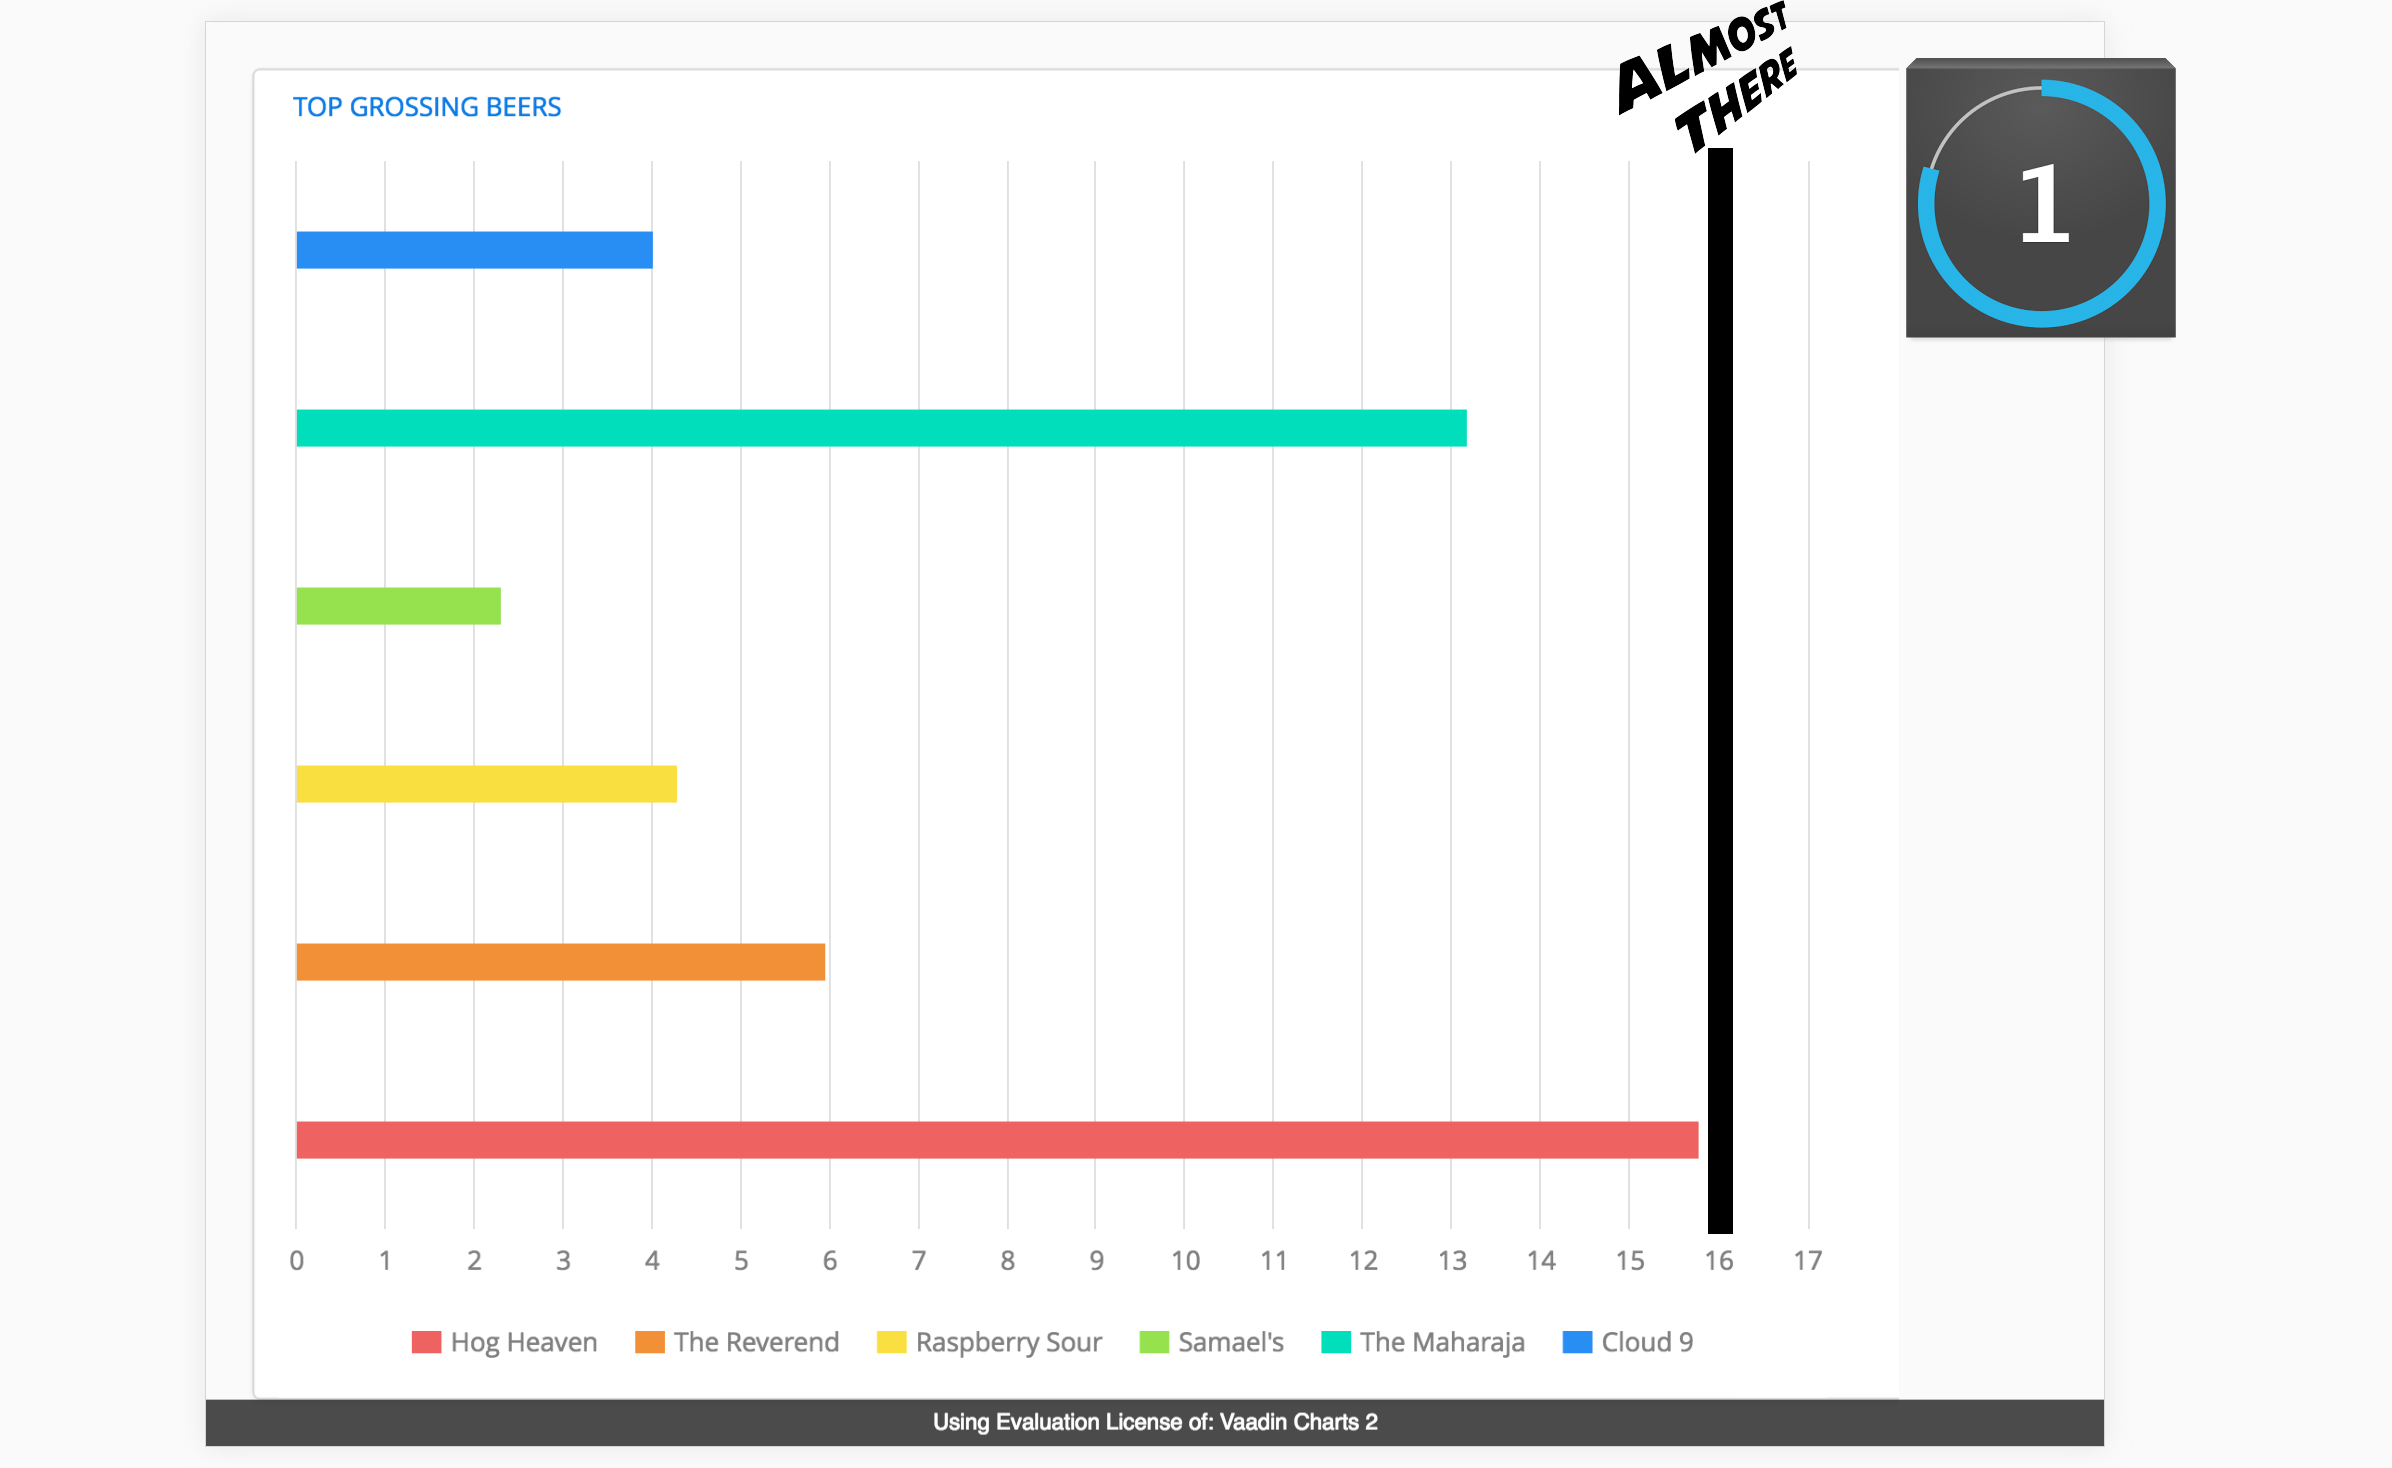 ALMOST
THERE
TOP GROSSING BEERS
1
0 1 2 3 4 5 6 7 8 9 10 11 12 13 14 15 16 17
Hog Heaven The Reverend Raspberry Sour Samael's The Maharaja Cloud 9
Using Evaluation License of: Vaadin Charts 2